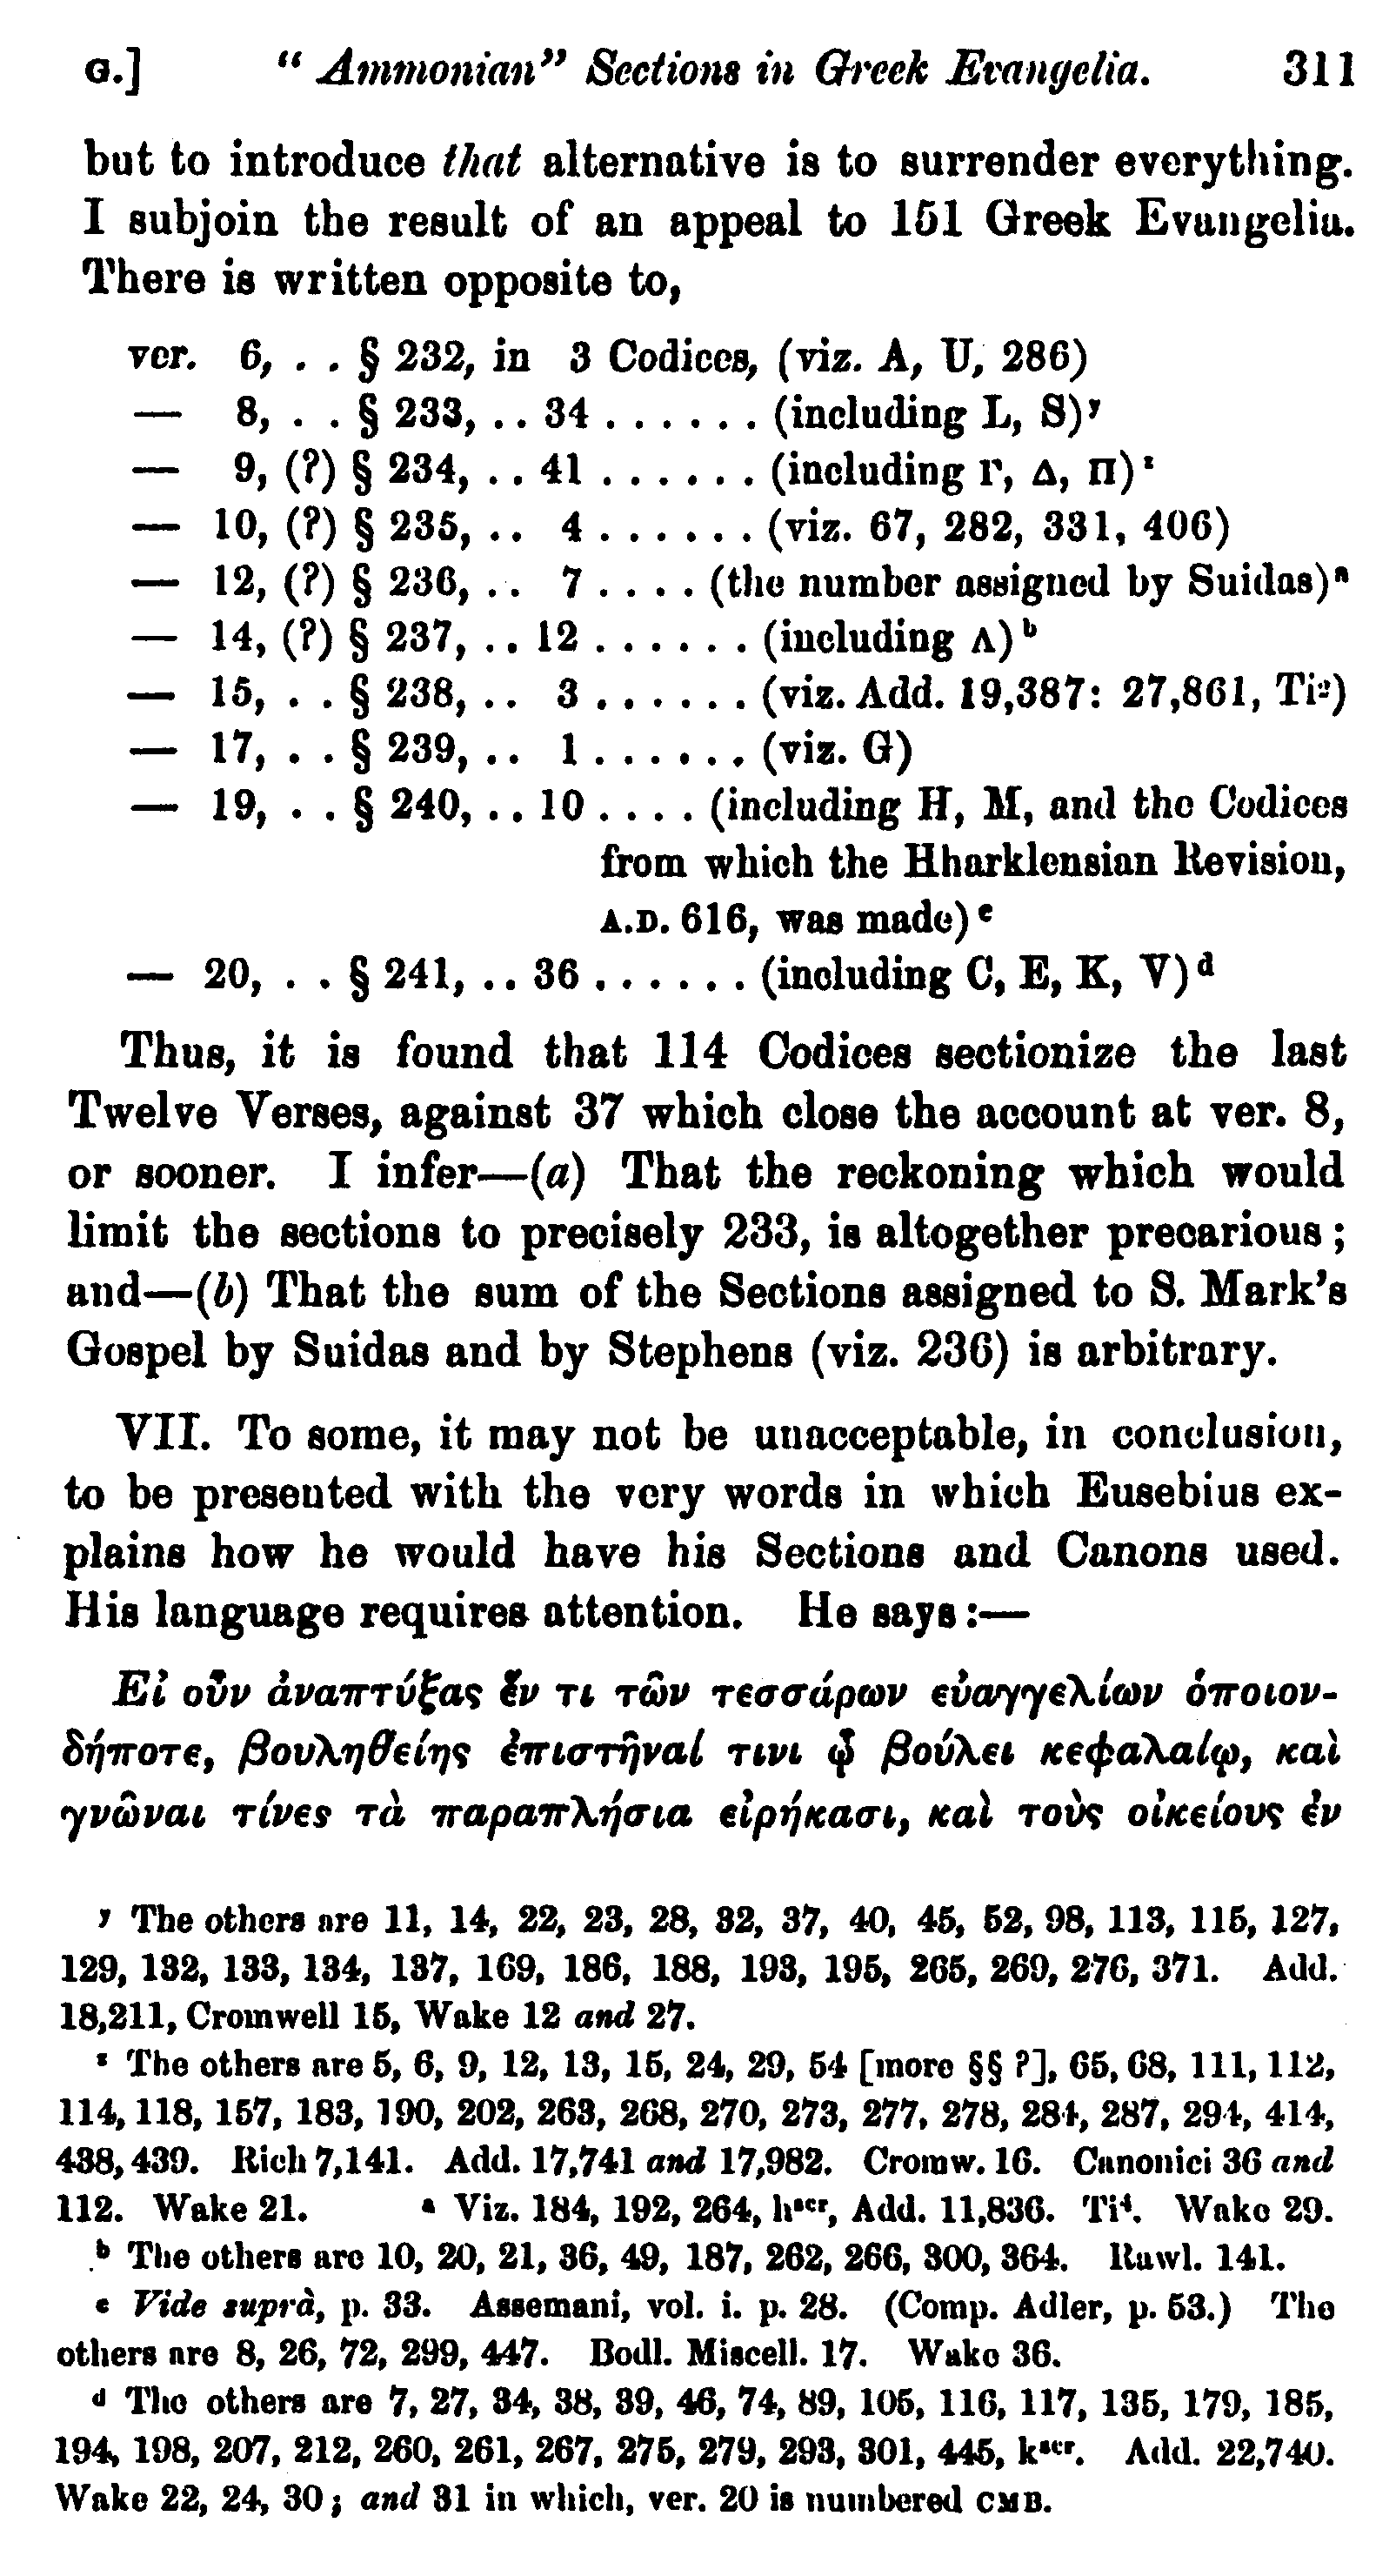 G.] “ Ammonian” Sections in Greek Evangelia. 311
but to introduce that alternative is to surrender everything.
I subjoin the result of an appeal to 151 Greek Evangelia.
There is written opposite to,
ver. 6, . . § 232, in 3 Codices, (viz. A, U, 286)
— 8, . . § 233, . . 34 . . . . . . (including L, S)ʸ
— 9, (?) § 234, . . 41 . . . . . . (including Γ, Δ, Π)ᶻ
— 10, (?) § 235, . . 4 . . . . . . (viz. 67, 282, 331, 406)
— 12, (?) § 236, . . 7 . . . . (the number assigned by Suidas)ᵃ
— 14, (?) § 237, . . 12 . . . . . . (including Λ)ᵇ
— 15, . . § 238, . . 3 . . . . . . (viz. Add. 19,387: 27,861, Ti²)
— 17, . . § 239, . . 1 . . . . . . (viz. G)
— 19, . . § 240, . . 10 . . . . (including H, M, and the Codices
from which the Hharklensian Revision,
A.D. 616, was made)ᶜ
— 20, . . § 241, . . 36 . . . . . . (including C, E, K, V)ᵈ
Thus, it is found that 114 Codices sectionize the last
Twelve Verses, against 37 which close the account at ver. 8,
or sooner. I infer—(a) That the reckoning which would
limit the sections to precisely 233, is altogether precarious;
and—(b) That the sum of the Sections assigned to S. Mark’s
Gospel by Suidas and by Stephens (viz. 236) is arbitrary.
VII. To some, it may not be unacceptable, in conclusion,
to be presented with the very words in which Eusebius ex-
plains how he would have his Sections and Canons used.
His language requires attention. He says:—
Εἰ οὖν ἀναπτύξας ἕν τι τῶν τεσσάρων εὐαγγελίων ὁποιον-
δήποτε, βουληθείης ἐπιστῆναί τινι ᾧ βούλει κεφαλαίῳ, καὶ
γνῶναι τίνες τὰ παραπλήσια εἰρήκασι, καὶ τοὺς οἰκείους ἐν
ʸ The others are 11, 14, 22, 23, 28, 32, 37, 40, 45, 52, 98, 113, 115, 127,
129, 132, 133, 134, 137, 169, 186, 188, 193, 195, 265, 269, 276, 371. Add.
18,211, Cromwell 15, Wake 12 and 27.
ᶻ The others are 5, 6, 9, 12, 13, 15, 24, 29, 54 [more §§ ?], 65, 68, 111, 112,
114, 118, 157, 183, 190, 202, 263, 268, 270, 273, 277, 278, 284, 287, 294, 414,
438, 439. Rich 7,141. Add. 17,741 and 17,982. Cromw. 16. Canonici 36 and
112. Wake 21. ᵃ Viz. 184, 192, 264, hˢᶜʳ, Add. 11,836. Ti⁴. Wake 29.
ᵇ The others are 10, 20, 21, 36, 49, 187, 262, 266, 300, 364. Rawl. 141.
ᶜ Vide suprà, p. 33. Assemani, vol. i. p. 28. (Comp. Adler, p. 53.) The
others are 8, 26, 72, 299, 447. Bodl. Miscell. 17. Wake 36.
ᵈ The others are 7, 27, 34, 38, 39, 46, 74, 89, 105, 116, 117, 135, 179, 185,
194, 198, 207, 212, 260, 261, 267, 275, 279, 293, 301, 445, kˢᶜʳ. Add. 22,740.
Wake 22, 24, 30; and 31 in which, ver. 20 is numbered CMB.